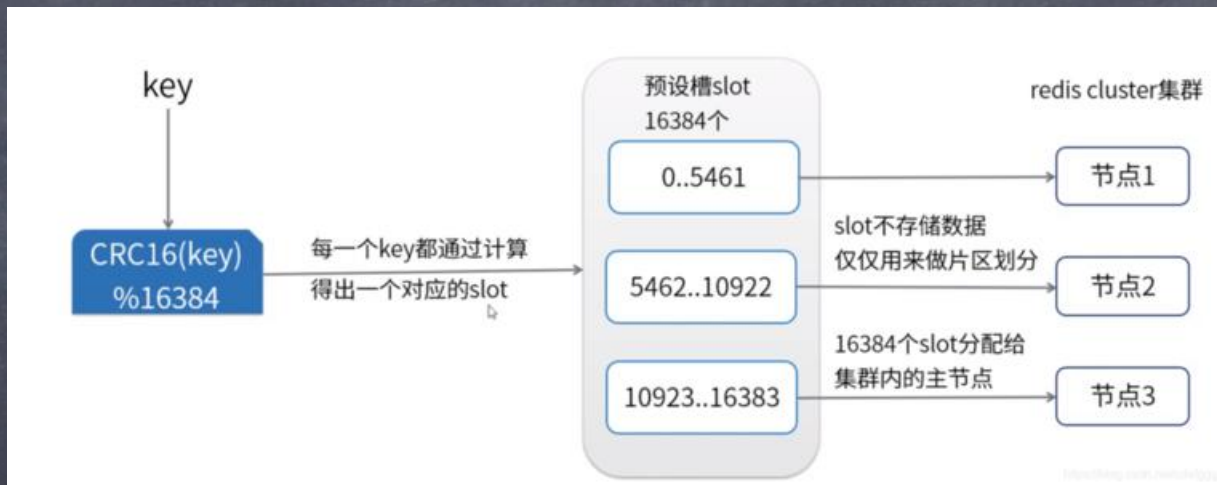 key
CRC16(key)
%16384
每一个key都通过计算
得出一个对应的slot
预设槽slot
16384个
0..5461
5462..10922
10923..16383
slot不存储数据
仅仅用来做片区划分
16384个slot分配给
集群内的主节点
redis cluster集群
节点1
节点2
节点3